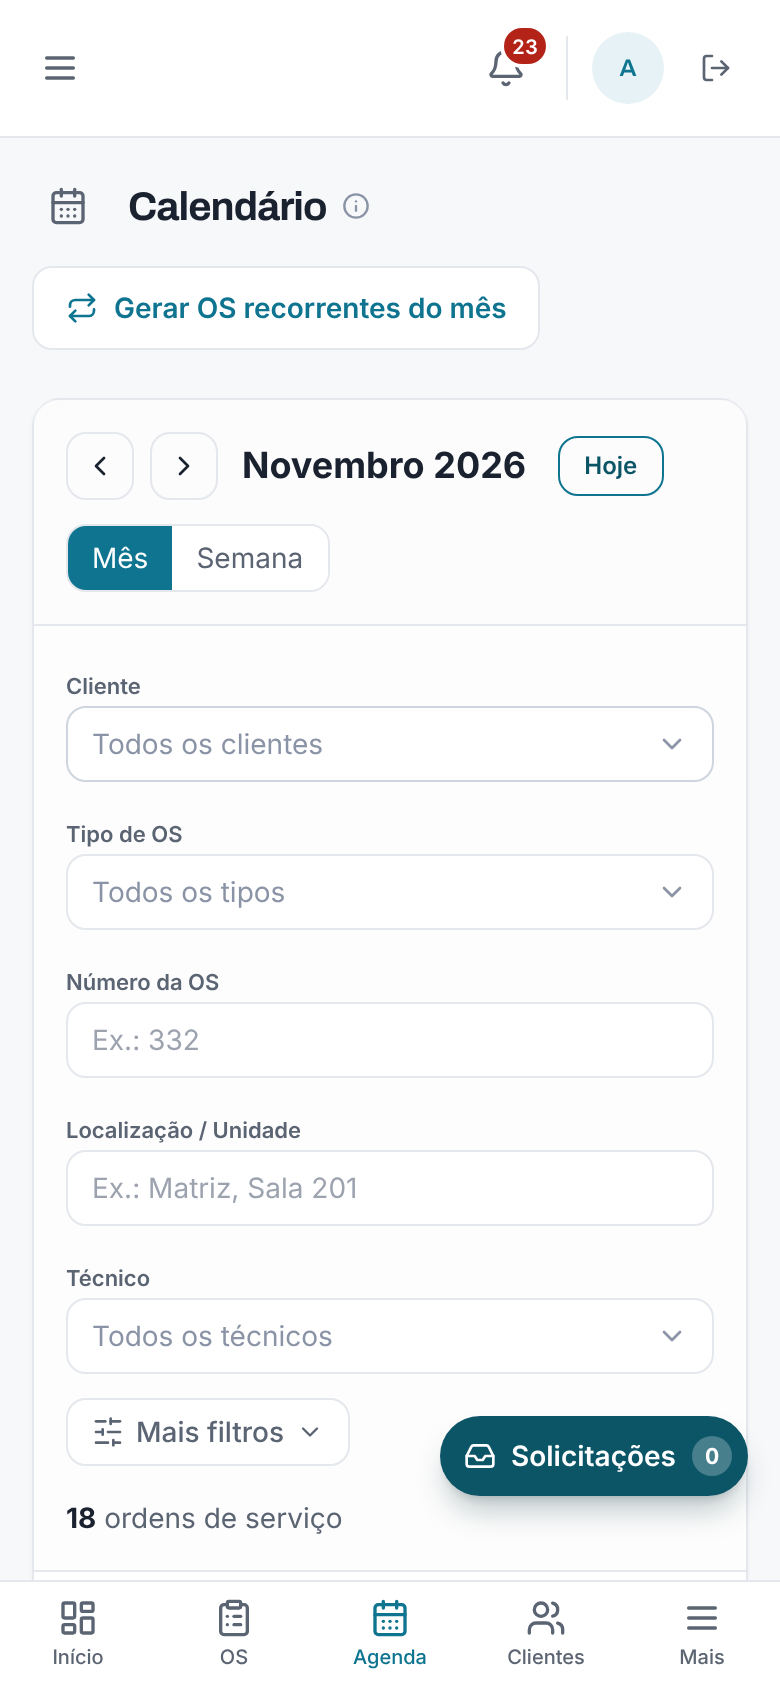 23
A
Calendário
Gerar OS recorrentes do mês
Novembro 2026
Hoje
Mês
Semana
Cliente
Todos os clientes
Tipo de OS
Todos os tipos
Número da OS
Ex.: 332
Localização / Unidade
Ex.: Matriz, Sala 201
Técnico
Todos os técnicos
Mais filtros
Solicitações 0
18 ordens de serviço
Início
OS
Agenda
Clientes
Mais